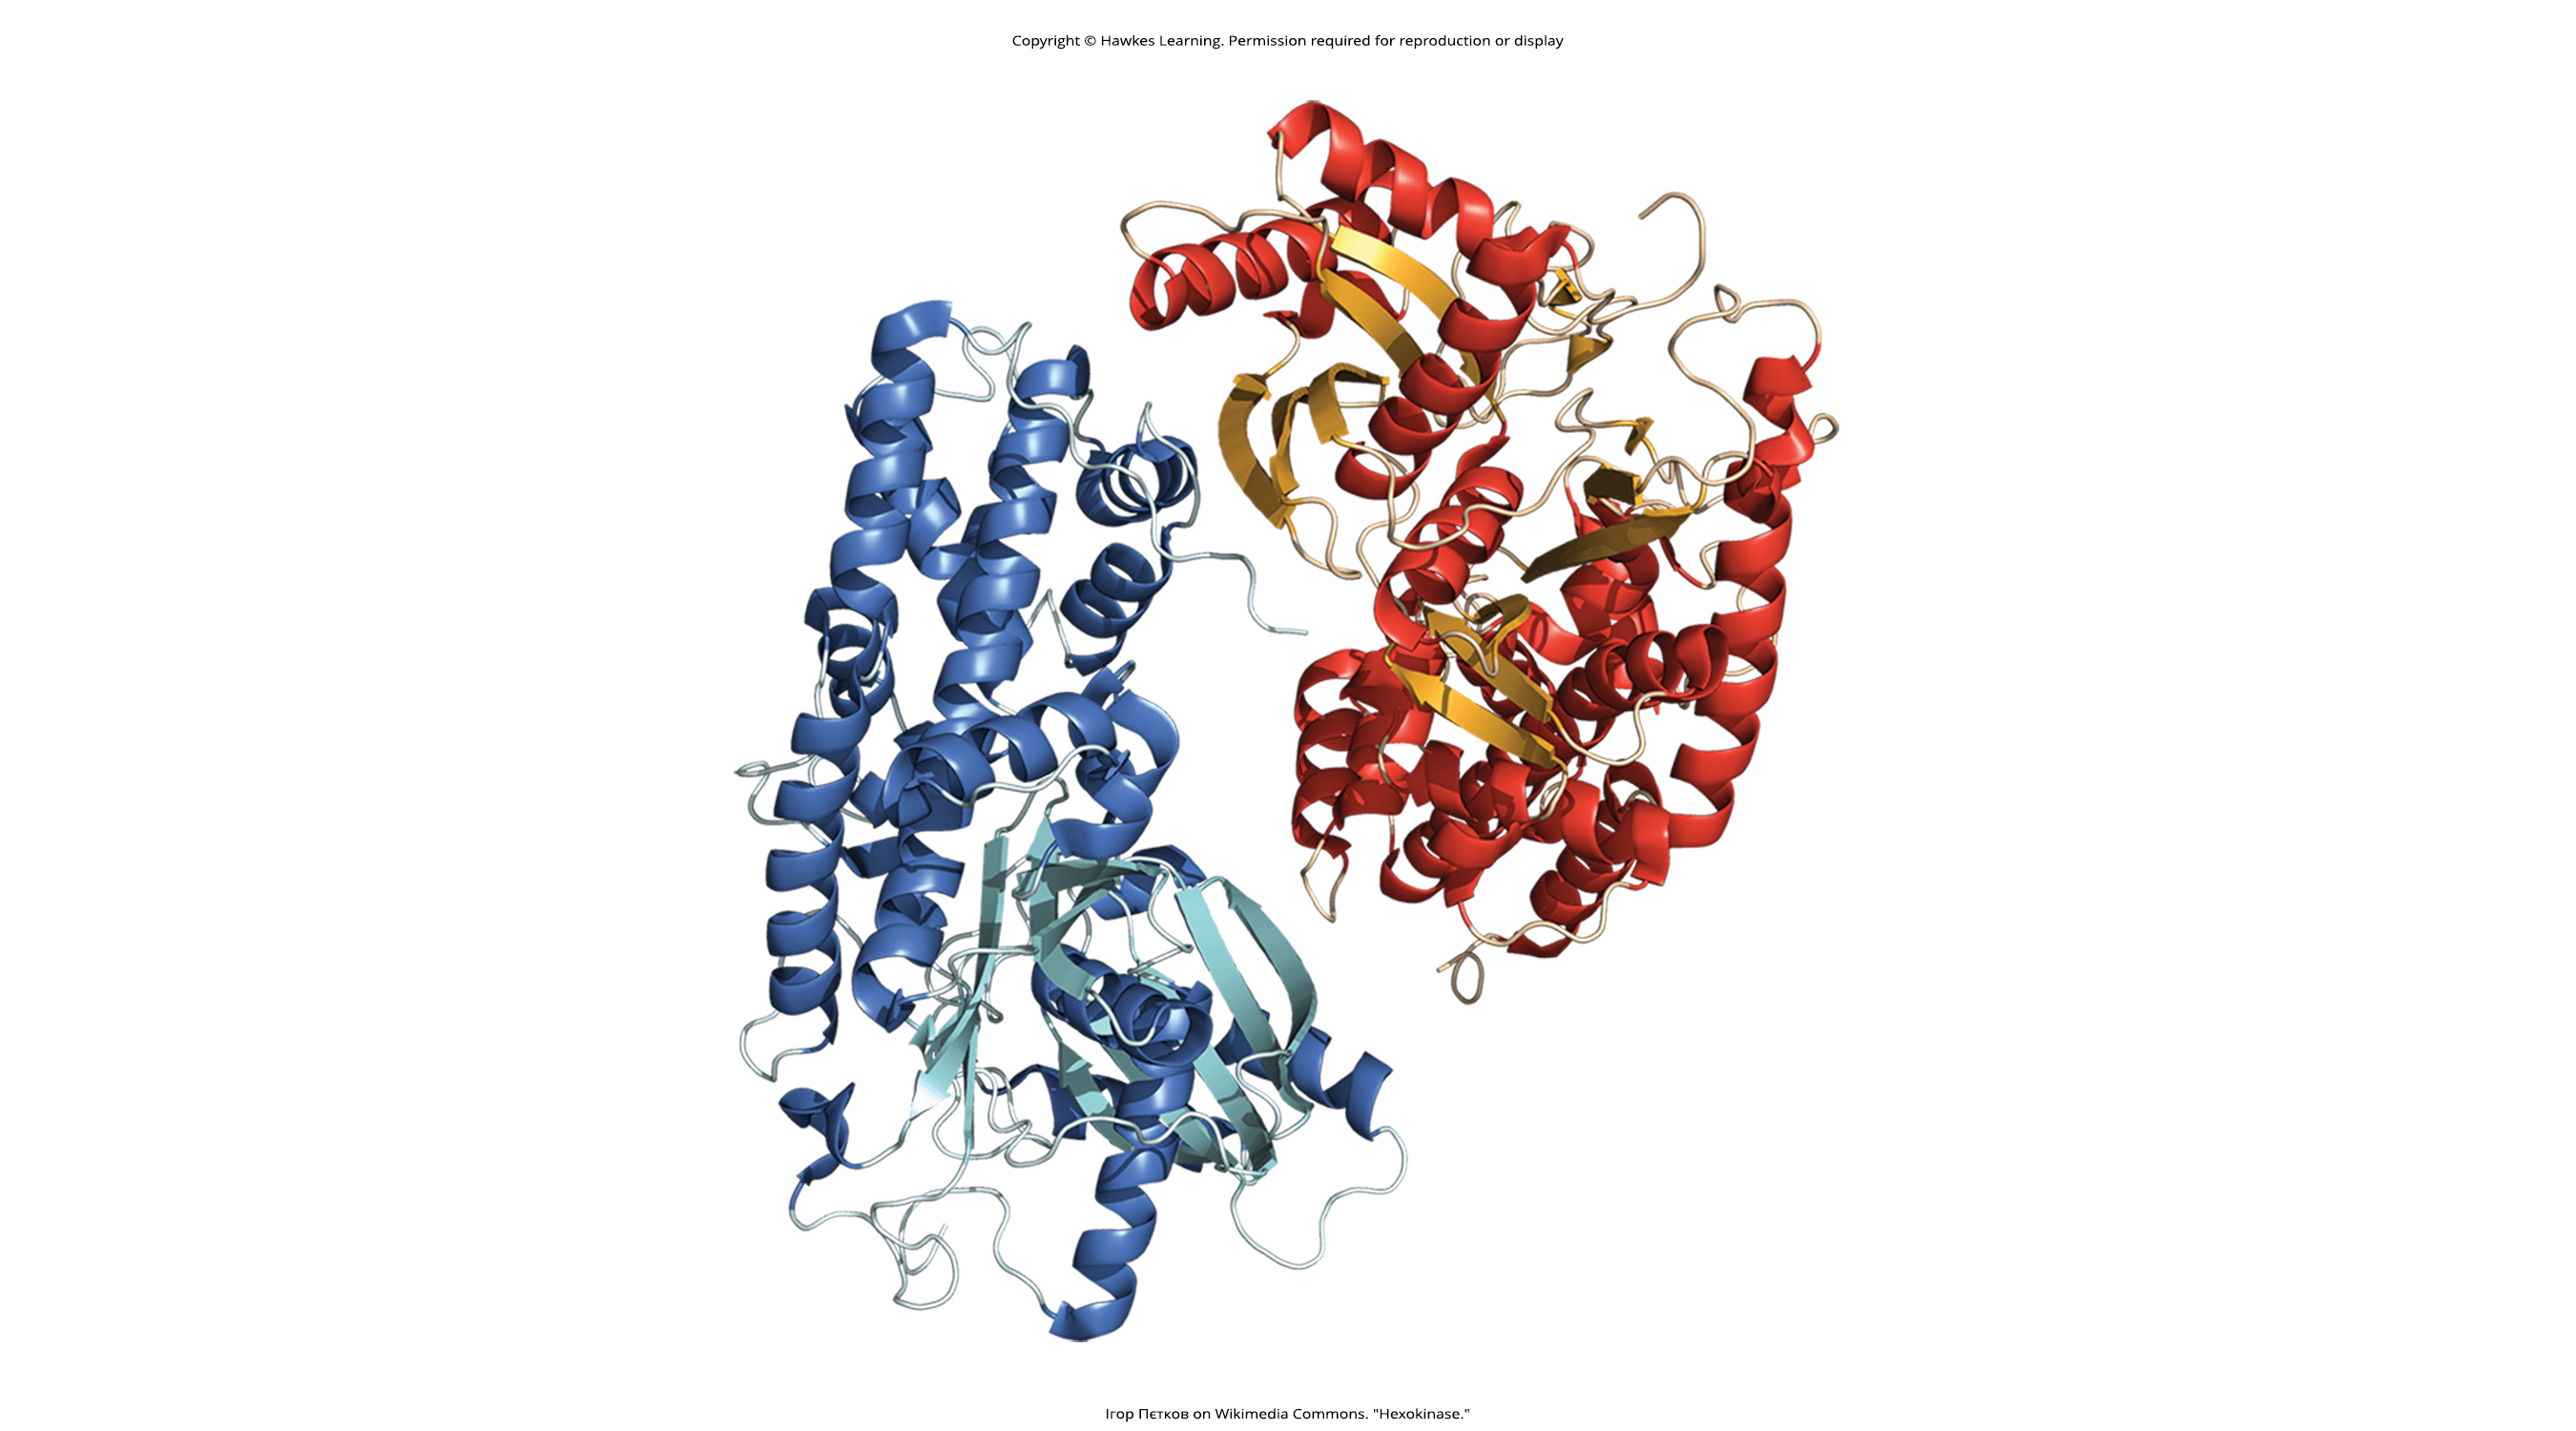 Copyright © Hawkes Learning. Permission required for reproduction or display
Ігор Пєтков on Wikimedia Commons. "Hexokinase."